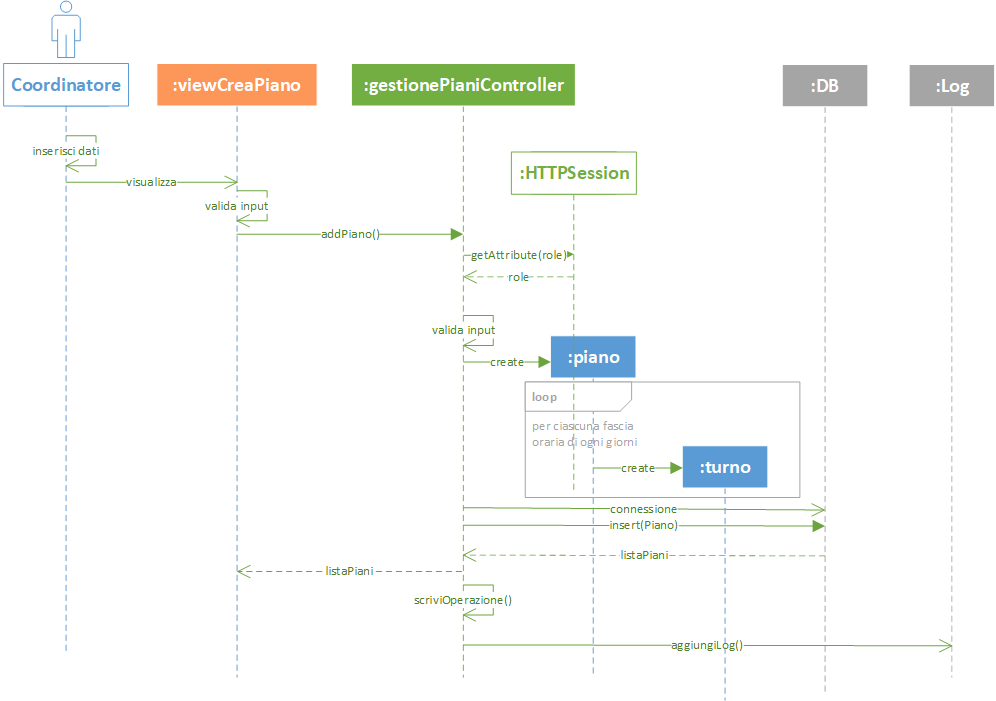 Coordinatore
:viewCreaPiano
:gestionePianiController
:DB
:Log
inserisci dati
:HTTPSession
visualizza
valida input
addPiano()
getAttribute(role)
role
valida input
create
:piano
loop
per ciascuna fascia
oraria di ogni giorni
create
:turno
connessione
insert(Piano)
listaPiani
listaPiani
scriviOperazione()
aggiungiLog()